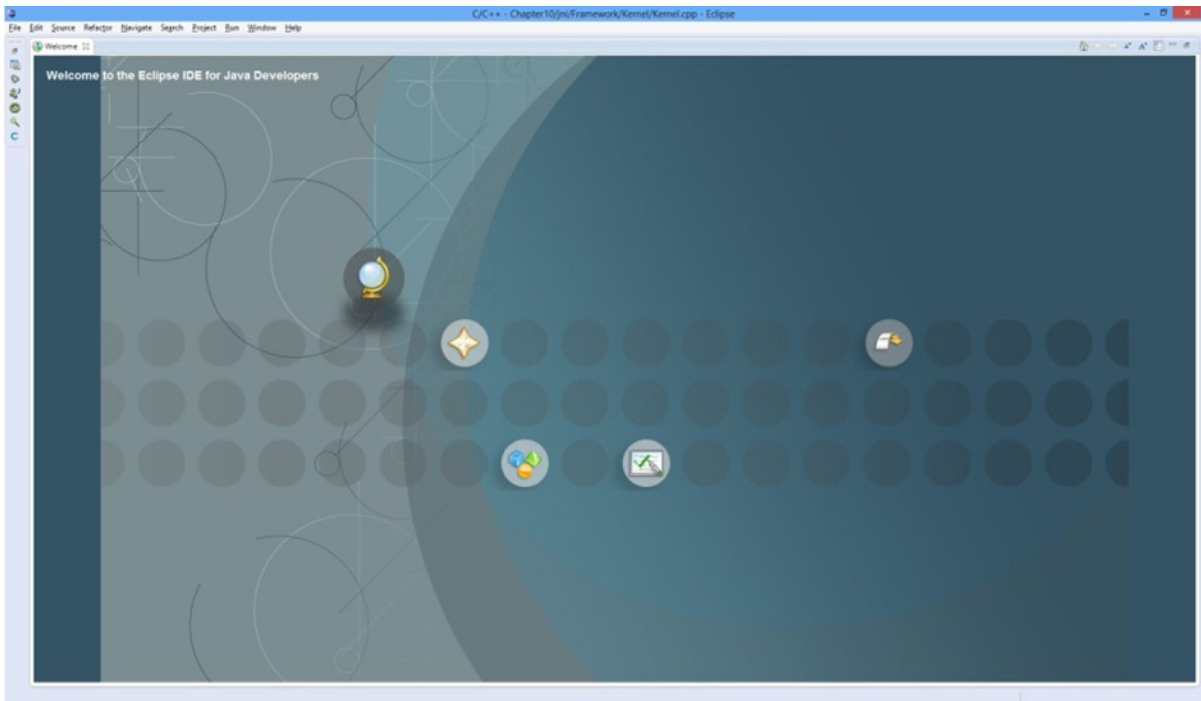 C/C++ - Chapter10/jni/Framework/Kernel/Kernel.cpp - Eclipse
File Edit Source Refactor Navigate Search Project Run Window Help
Welcome
Welcome to the Eclipse IDE for Java Developers